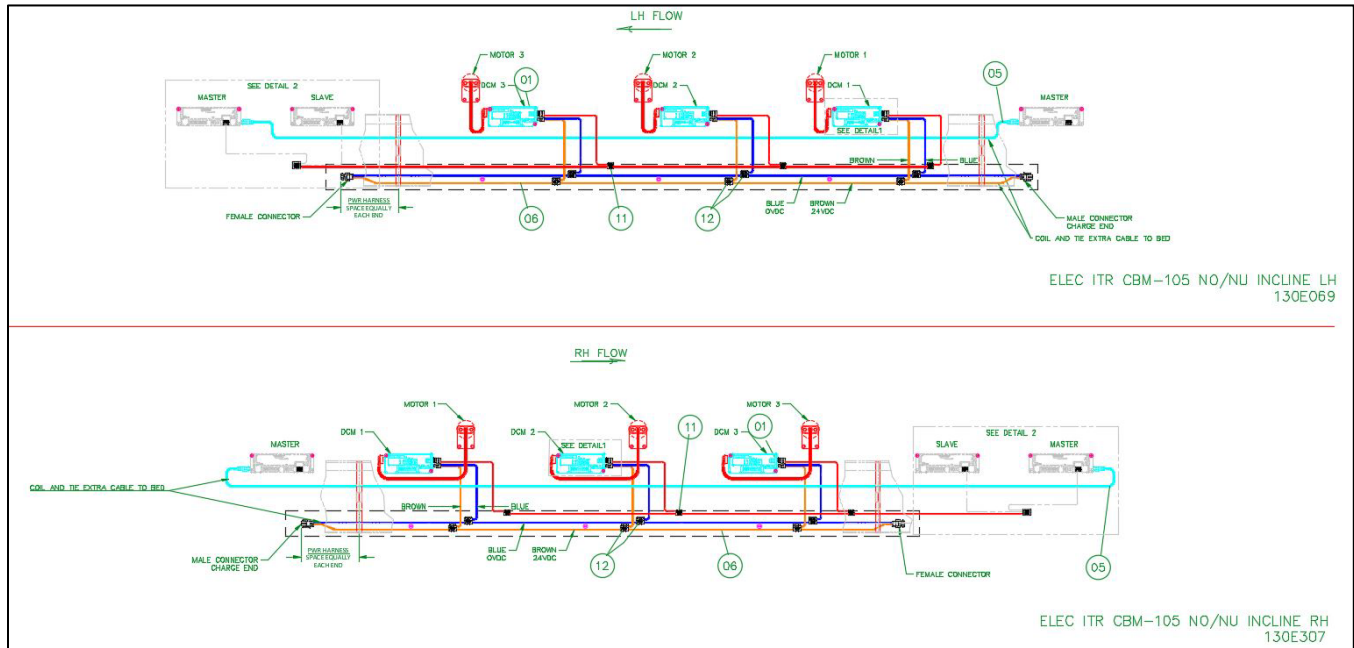 LH FLOW
MOTOR 3
MOTOR 2
MOTOR 1
SEE DETAIL 2
MASTER
SLAVE
DCM 3
01
DCM 2
DCM 1
05
MASTER
SEE DETAIL1
BROWN
BLUE
FEMALE CONNECTOR
PWR HARNESS
SPACE EQUALLY
EACH END
06
11
12
BLUE
0VDC
BROWN
24VDC
MALE CONNECTOR
CHARGE END
COIL AND TIE EXTRA CABLE TO BED
ELEC ITR CBM-105 NO/NU INCLINE LH
130E069
RH FLOW
MOTOR 1
MOTOR 2
MOTOR 3
11
MASTER
DCM 1
DCM 2
SEE DETAIL1
DCM 3
01
SEE DETAIL 2
SLAVE
MASTER
COIL AND TIE EXTRA CABLE TO BED
BROWN
BLUE
MALE CONNECTOR
CHARGE END
PWR HARNESS
SPACE EQUALLY
EACH END
BLUE
0VDC
BROWN
24VDC
12
06
FEMALE CONNECTOR
05
ELEC ITR CBM-105 NO/NU INCLINE RH
130E307